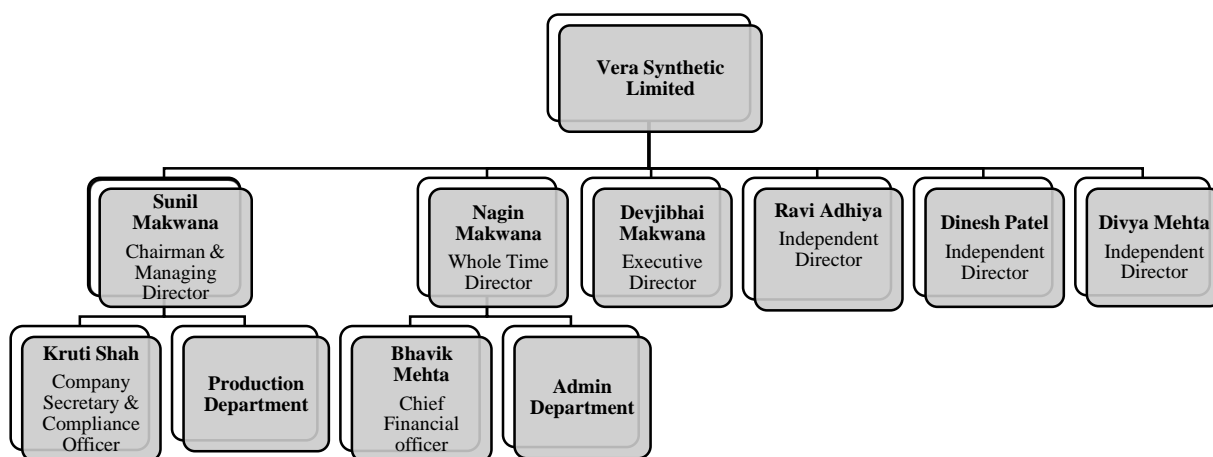 Vera Synthetic
Limited
Sunil
Makwana
Chairman &
Managing
Director
Nagin
Makwana
Whole Time
Director
Devjibhai
Makwana
Executive
Director
Ravi Adhiya
Independent
Director
Dinesh Patel
Independent
Director
Divya Mehta
Independent
Director
Kruti Shah
Company
Secretary &
Compliance
Officer
Production
Department
Bhavik
Mehta
Chief
Financial
officer
Admin
Department